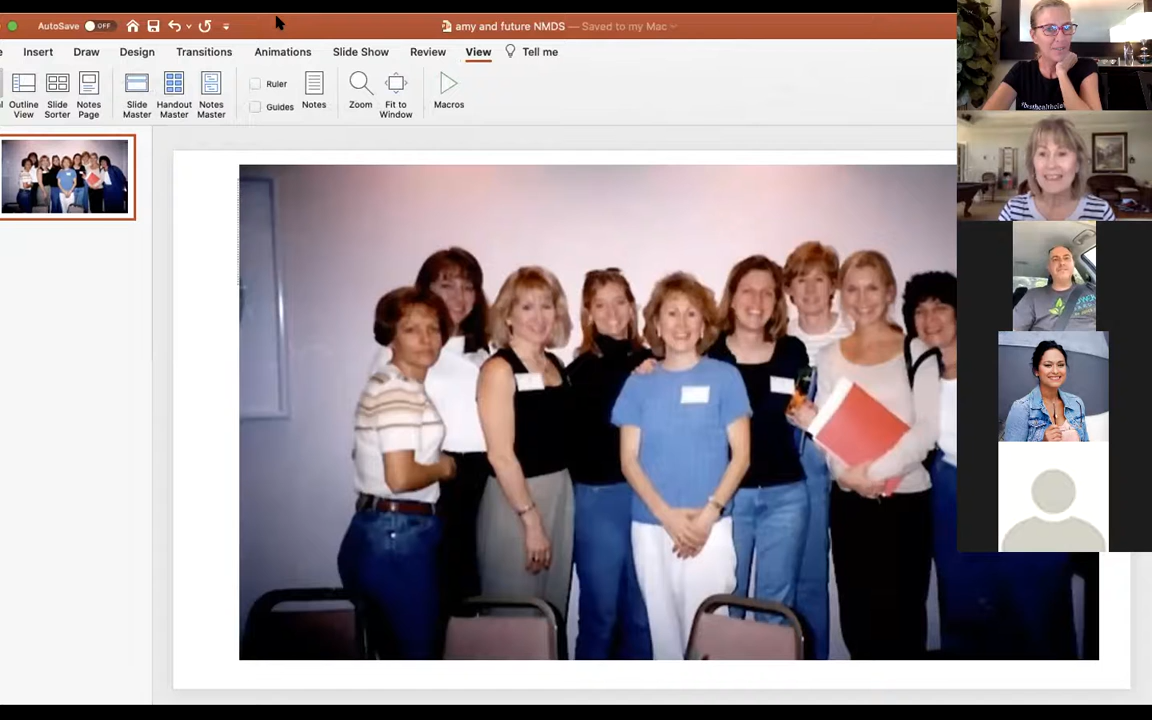 AutoSave OFF
amy and future NMDS — Saved to my Mac
Insert Draw Design Transitions Animations Slide Show Review View Tell me
Outline View
Slide Sorter
Notes Page
Slide Master
Handout Master
Notes Master
Ruler
Guides
Notes
Zoom
Fit to Window
Macros